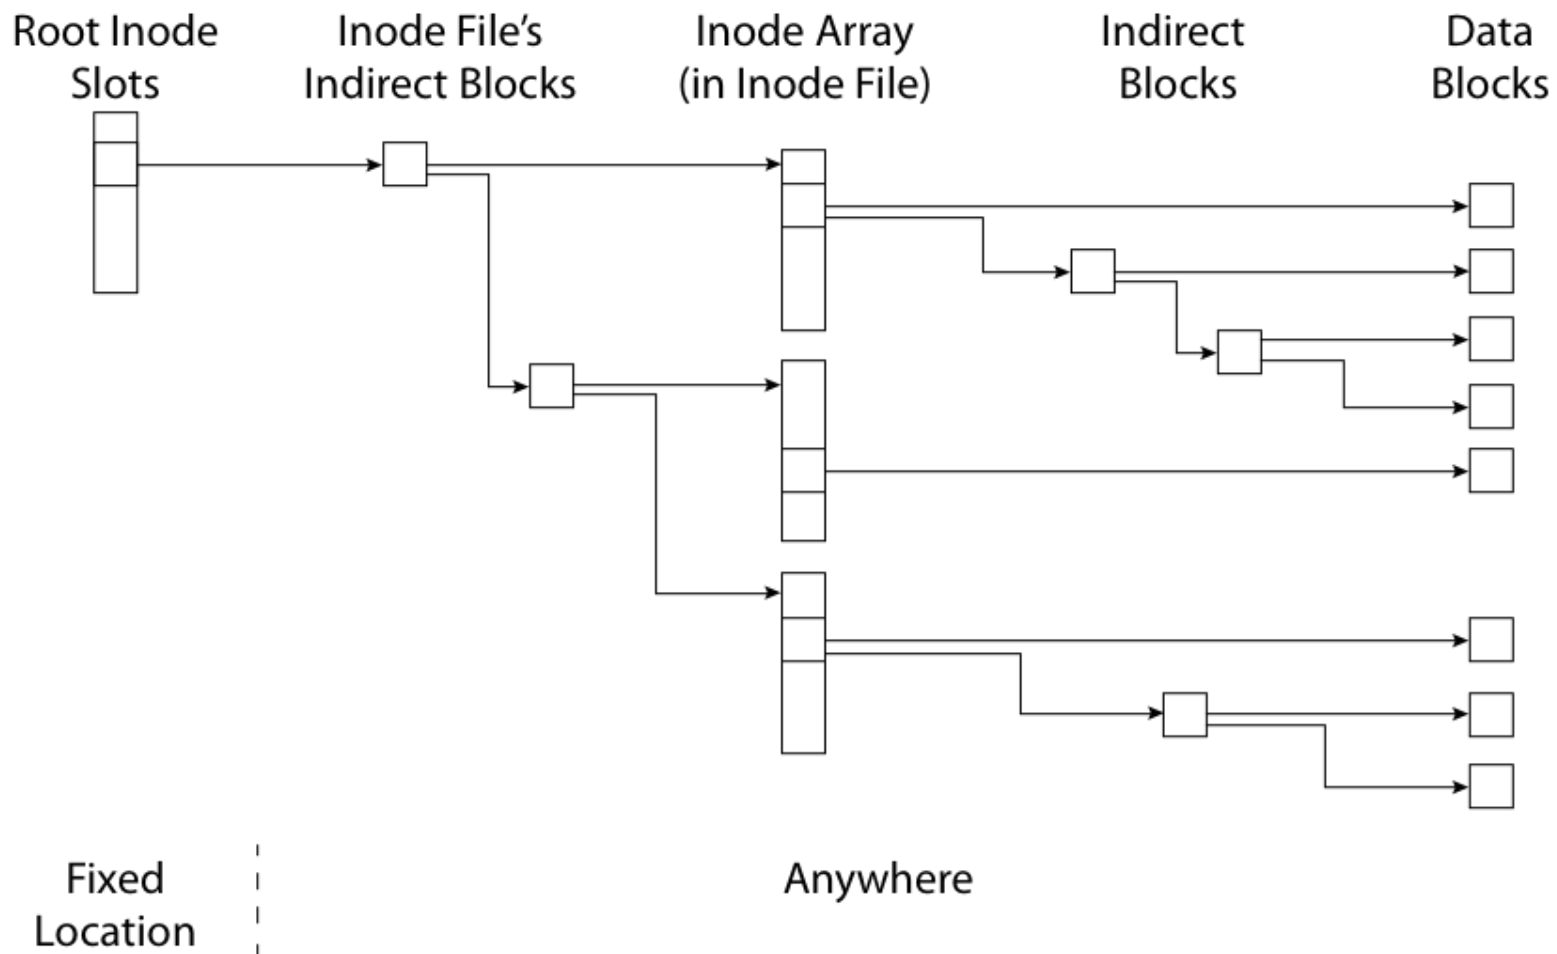 Root Inode
Slots
Inode File’s
Indirect Blocks
Inode Array
(in Inode File)
Indirect
Blocks
Data
Blocks
Fixed
Location
Anywhere